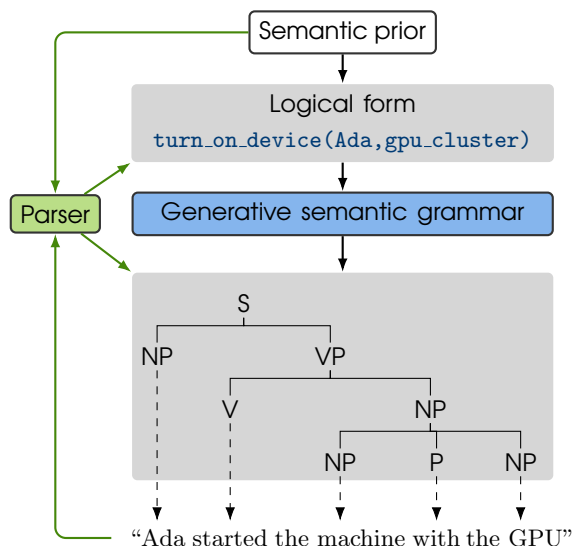 Semantic prior
Logical form
turn_on_device(Ada,gpu_cluster)
Parser
Generative semantic grammar
S
NP VP
V NP
NP P NP
“Ada started the machine with the GPU”